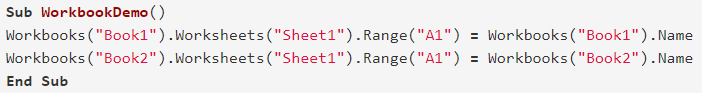 Sub WorkbookDemo()
Workbooks("Book1").Worksheets("Sheet1").Range("A1") = Workbooks("Book1").Name
Workbooks("Book2").Worksheets("Sheet1").Range("A1") = Workbooks("Book2").Name
End Sub